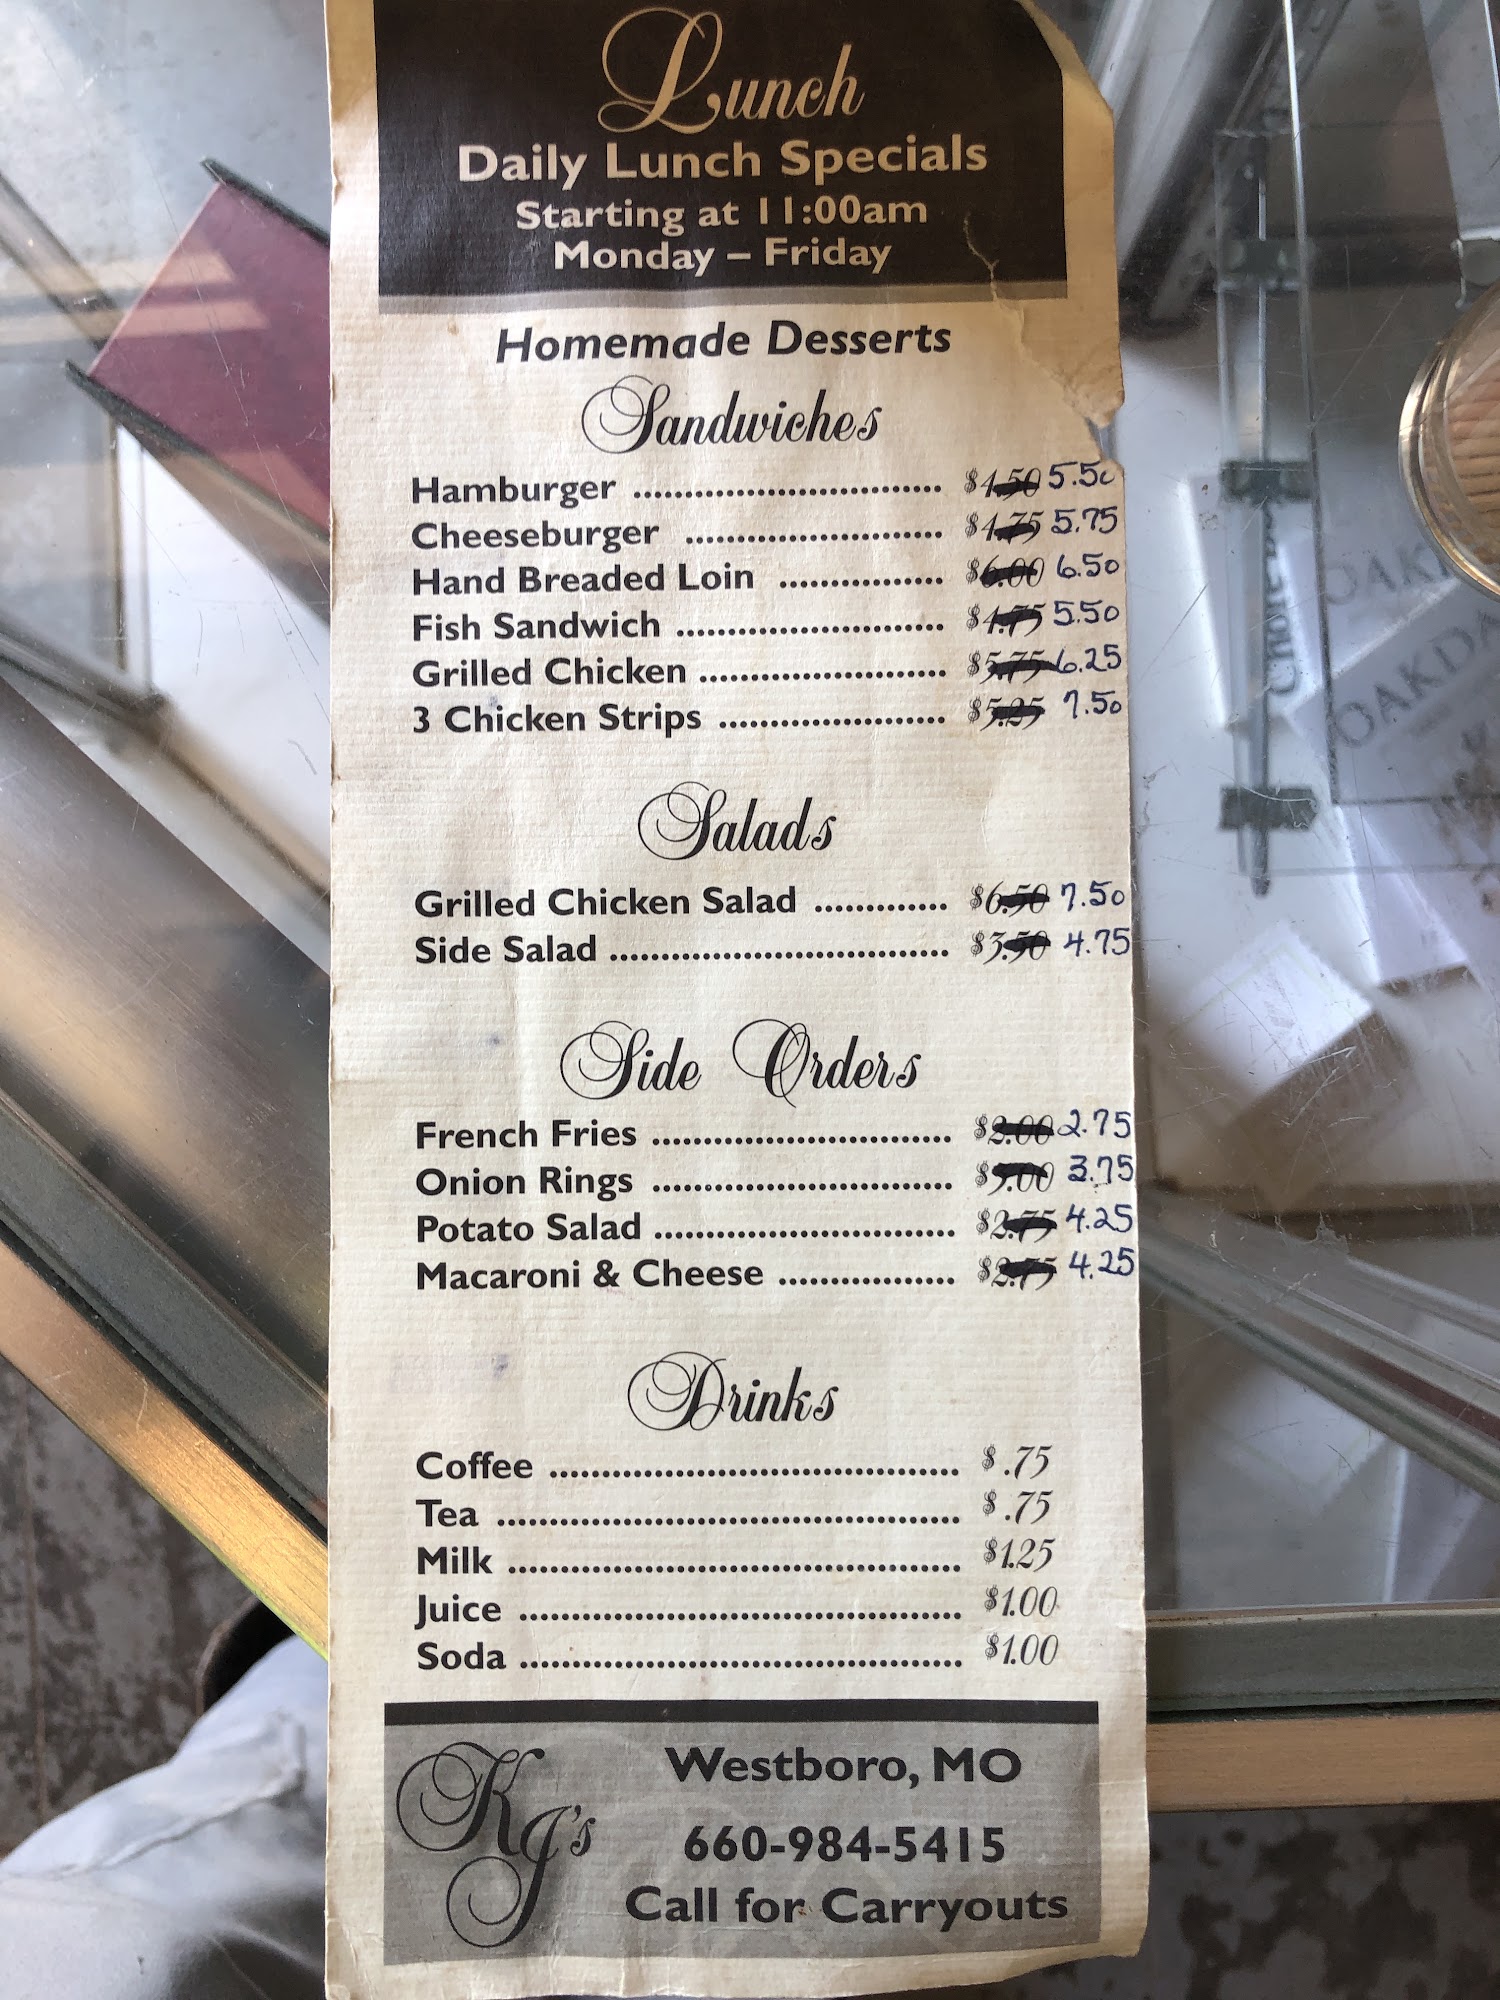 Lunch
Daily Lunch Specials
Starting at 11:00am
Monday – Friday
Homemade Desserts
Sandwiches
Hamburger .............................. $4.50 5.50
Cheeseburger ......................... $4.75 5.75
Hand Breaded Loin ................ $6.00 6.50
Fish Sandwich .......................... $4.75 5.50
Grilled Chicken ........................ $5.75 6.25
3 Chicken Strips ...................... $5.25 7.50
Salads
Grilled Chicken Salad ............. $6.50 7.50
Side Salad ................................. $3.50 4.75
Side Orders
French Fries ............................. $2.00 2.75
Onion Rings ............................. $3.00 3.75
Potato Salad ............................. $2.75 4.25
Macaroni & Cheese ................. $2.75 4.25
Drinks
Coffee ........................................ $ .75
Tea ............................................. $ .75
Milk ............................................ $1.25
Juice ........................................... $1.00
Soda ........................................... $1.00
KJ's
Westboro, MO
660-984-5415
Call for Carryouts
OAKDA